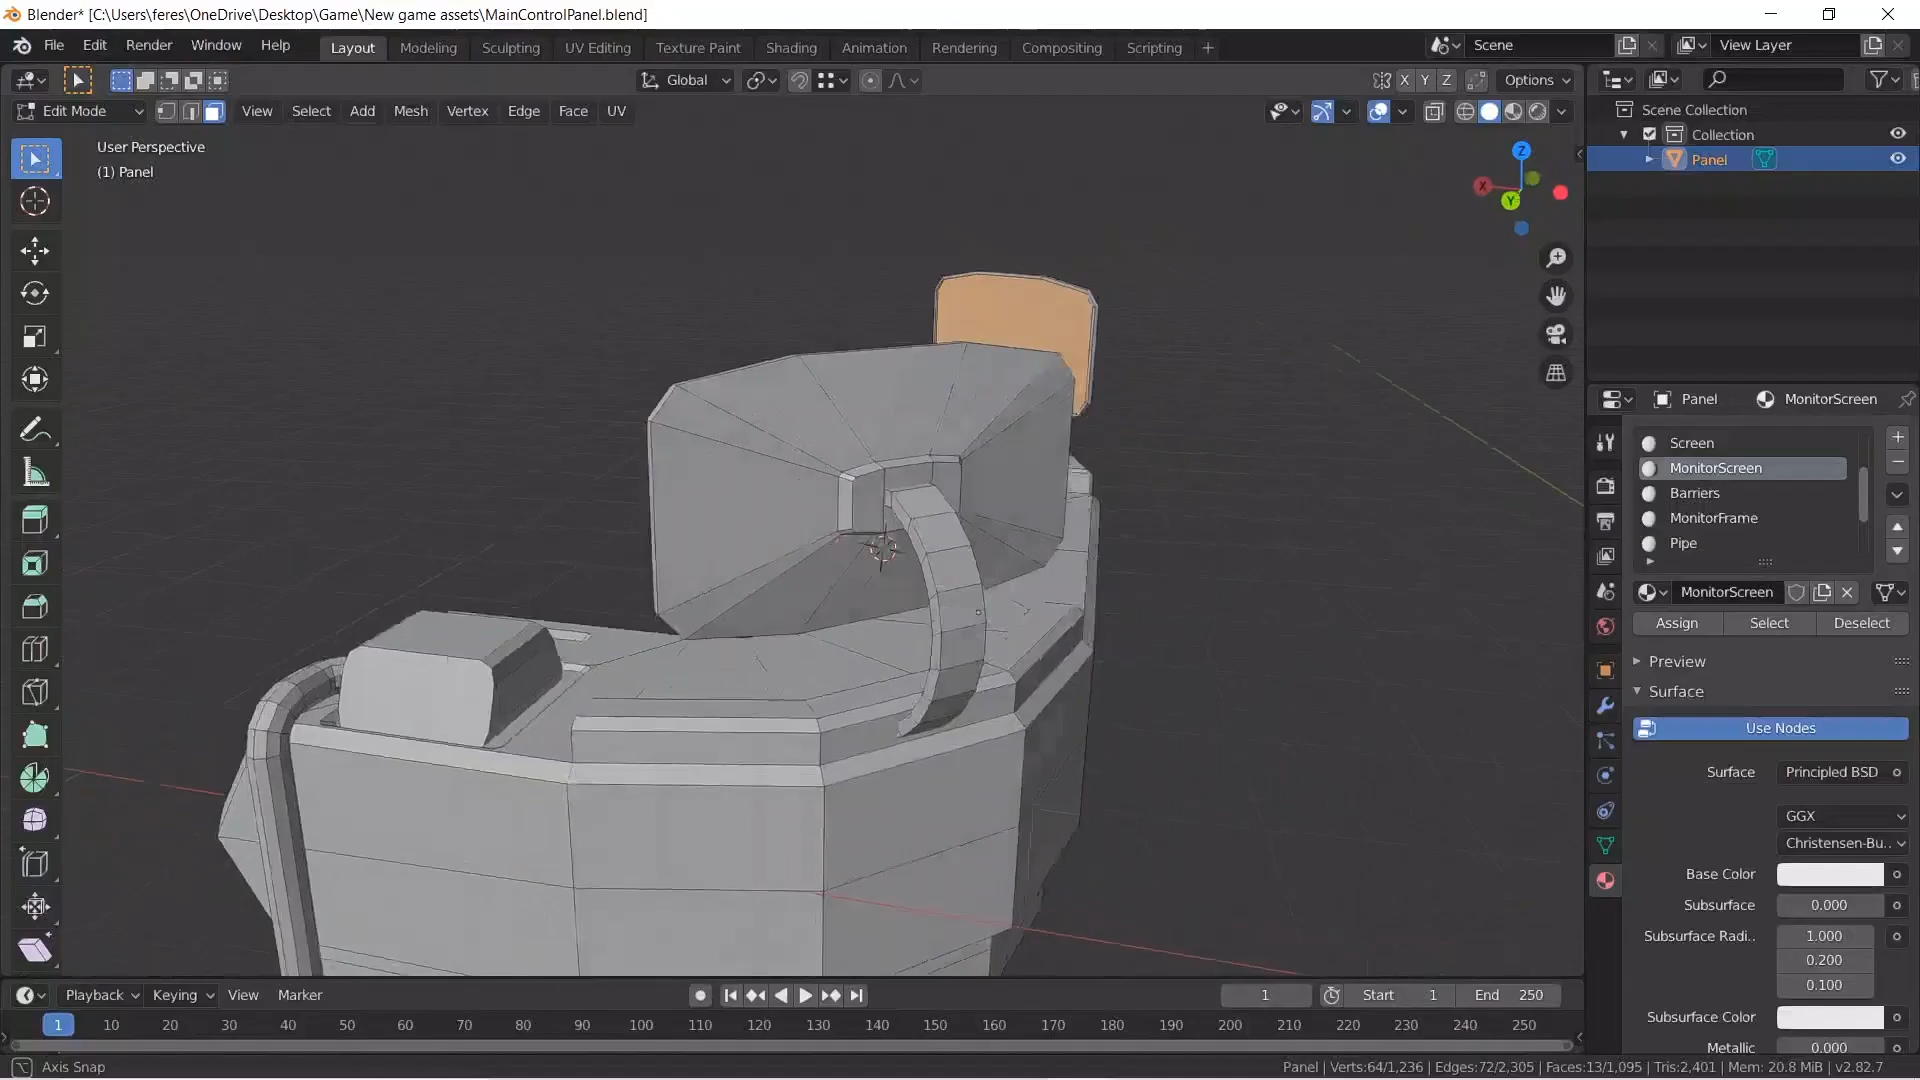 Blender* [C:\Users\feres\OneDrive\Desktop\Game\New game assets\MainControlPanel.blend]
File Edit Render Window Help Layout Modeling Sculpting UV Editing Texture Paint Shading Animation Rendering Compositing Scripting + Scene View Layer
Global X Y Z Options
Edit Mode View Select Add Mesh Vertex Edge Face UV
Scene Collection
Collection
Panel
User Perspective
(1) Panel
Z
X
Y
Panel MonitorScreen
Screen
MonitorScreen
Barriers
MonitorFrame
Pipe
MonitorScreen
Assign Select Deselect
Preview
Surface
Use Nodes
Surface Principled BSD
GGX
Christensen-Bu..
Base Color
Subsurface 0.000
Subsurface Radi.. 1.000
0.200
0.100
Subsurface Color
Metallic 0.000
Playback Keying View Marker 1 Start 1 End 250
1 10 20 30 40 50 60 70 80 90 100 110 120 130 140 150 160 170 180 190 200 210 220 230 240 250
Axis Snap
Panel | Verts:64/1,236 | Edges:72/2,305 | Faces:13/1,095 | Tris:2,401 | Mem: 20.8 MiB | v2.82.7